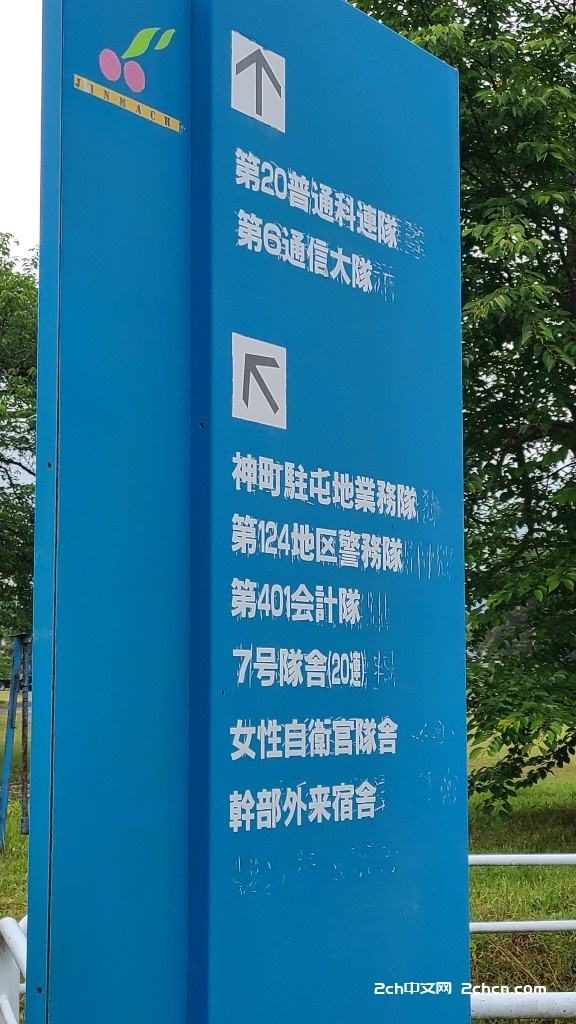 JINMACHI
第20普通科連隊
第6通信大隊
神町駐屯地業務隊
第124地区警務隊
第401会計隊
7号隊舎(20連)
女性自衛官隊舎
幹部外来宿舎
2ch中文网 2chcn.com